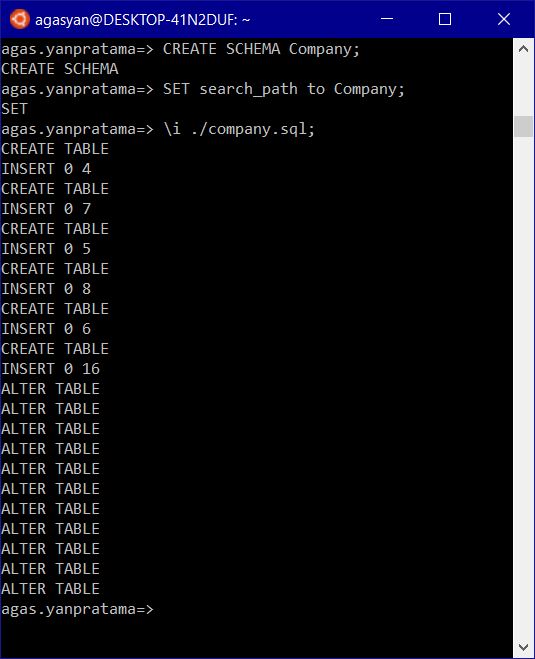 agasyan@DESKTOP-41N2DUF: ~
agas.yanpratama=> CREATE SCHEMA Company;
CREATE SCHEMA
agas.yanpratama=> SET search_path to Company;
SET
agas.yanpratama=> \i ./company.sql;
CREATE TABLE
INSERT 0 4
CREATE TABLE
INSERT 0 7
CREATE TABLE
INSERT 0 5
CREATE TABLE
INSERT 0 8
CREATE TABLE
INSERT 0 6
CREATE TABLE
INSERT 0 16
ALTER TABLE
ALTER TABLE
ALTER TABLE
ALTER TABLE
ALTER TABLE
ALTER TABLE
ALTER TABLE
ALTER TABLE
ALTER TABLE
ALTER TABLE
ALTER TABLE
agas.yanpratama=>